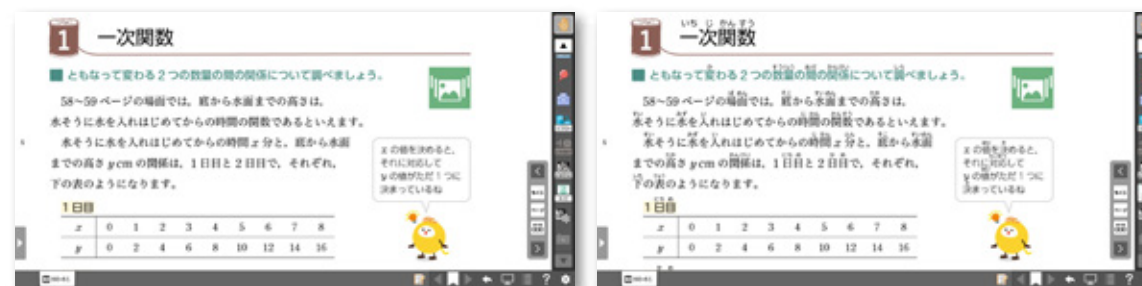 1 一次関数
ともなって変わる2つの数量の間の関係について調べましょう。
58〜59ページの場面では、底から水面までの高さは、
水そうに水を入れはじめてからの時間の関数であるといえます。
水そうに水を入れはじめてからの時間 x 分と、底から水面
までの高さ y cm の関係は、1日目と2日目で、それぞれ、
下の表のようになります。
x の値を決めると、
それに対応して
y の値がただ1つに
決まっているね
1日目
x 0 1 2 3 4 5 6 7 8
y 0 2 4 6 8 10 12 14 16
いち じ かんすう
1 一次関数
ともなって変わる2つの数量の間の関係について調べましょう。
58〜59ページの場面では、底から水面までの高さは、
水そうに水を入れはじめてからの時間の関数であるといえます。
水そうに水を入れはじめてからの時間 x 分と、底から水面
までの高さ y cm の関係は、1日目と2日目で、それぞれ、
下の表のようになります。
x の値を決めると、
それに対応して
y の値がただ1つに
決まっているね
1日目
x 0 1 2 3 4 5 6 7 8
y 0 2 4 6 8 10 12 14 16